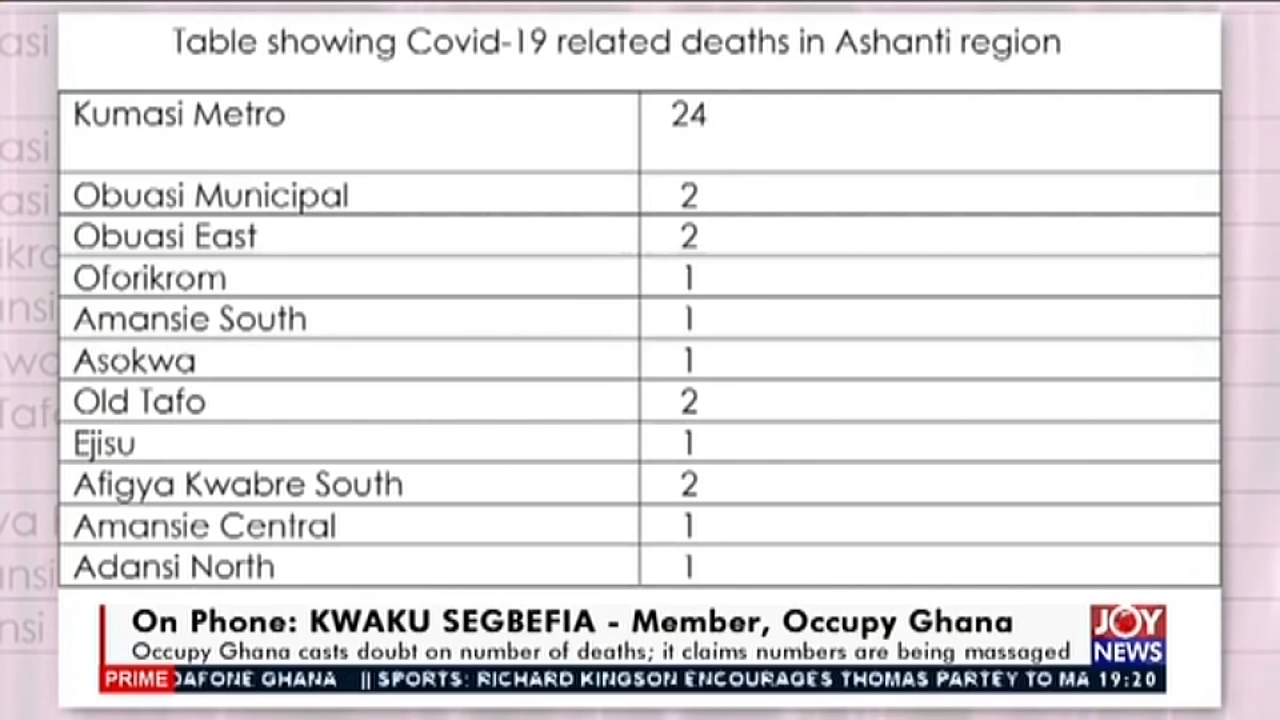 Table showing Covid-19 related deaths in Ashanti region
Kumasi Metro 24
Obuasi Municipal 2
Obuasi East 2
Oforikrom 1
Amansie South 1
Asokwa 1
Old Tafo 2
Ejisu 1
Afigya Kwabre South 2
Amansie Central 1
Adansi North 1
On Phone: KWAKU SEGBEFIA - Member, Occupy Ghana
Occupy Ghana casts doubt on number of deaths; it claims numbers are being massaged
JOY
NEWS
PRIME DAFONE GHANA || SPORTS: RICHARD KINGSON ENCOURAGES THOMAS PARTEY TO MA 19:20